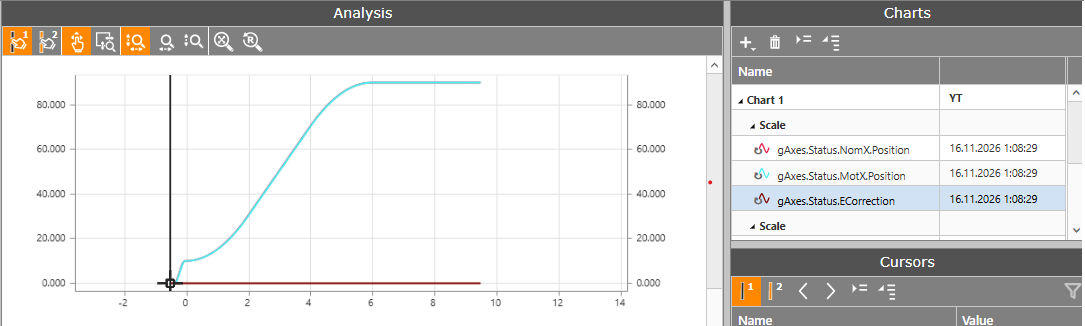 Analysis
1
2
R
80.000
60.000
40.000
20.000
0.000
80.000
60.000
40.000
20.000
0.000
-2
0
2
4
6
8
10
12
14
Charts
Name
Chart 1 YT
Scale
gAxes.Status.NomX.Position 16.11.2026 1:08:29
gAxes.Status.MotX.Position 16.11.2026 1:08:29
gAxes.Status.ECorrection 16.11.2026 1:08:29
Scale
Cursors
1
2
Name Value